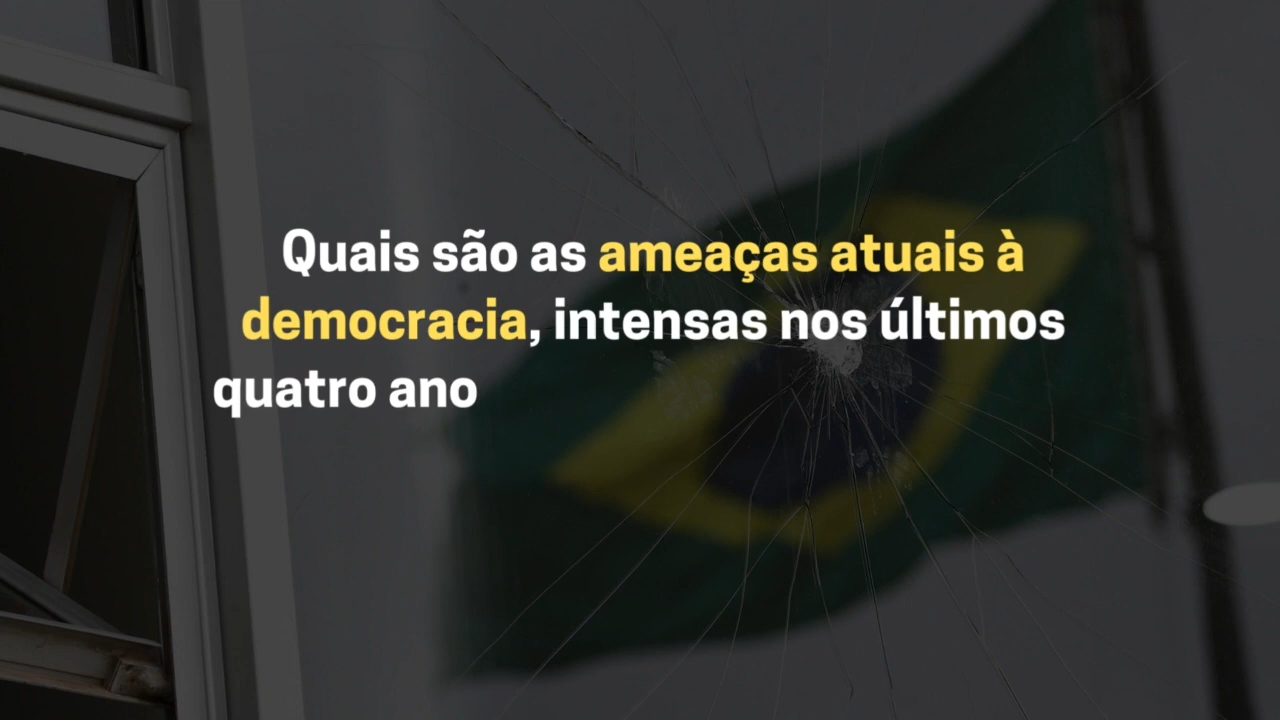 Quais são as ameaças atuais à
democracia, intensas nos últimos
quatro ano